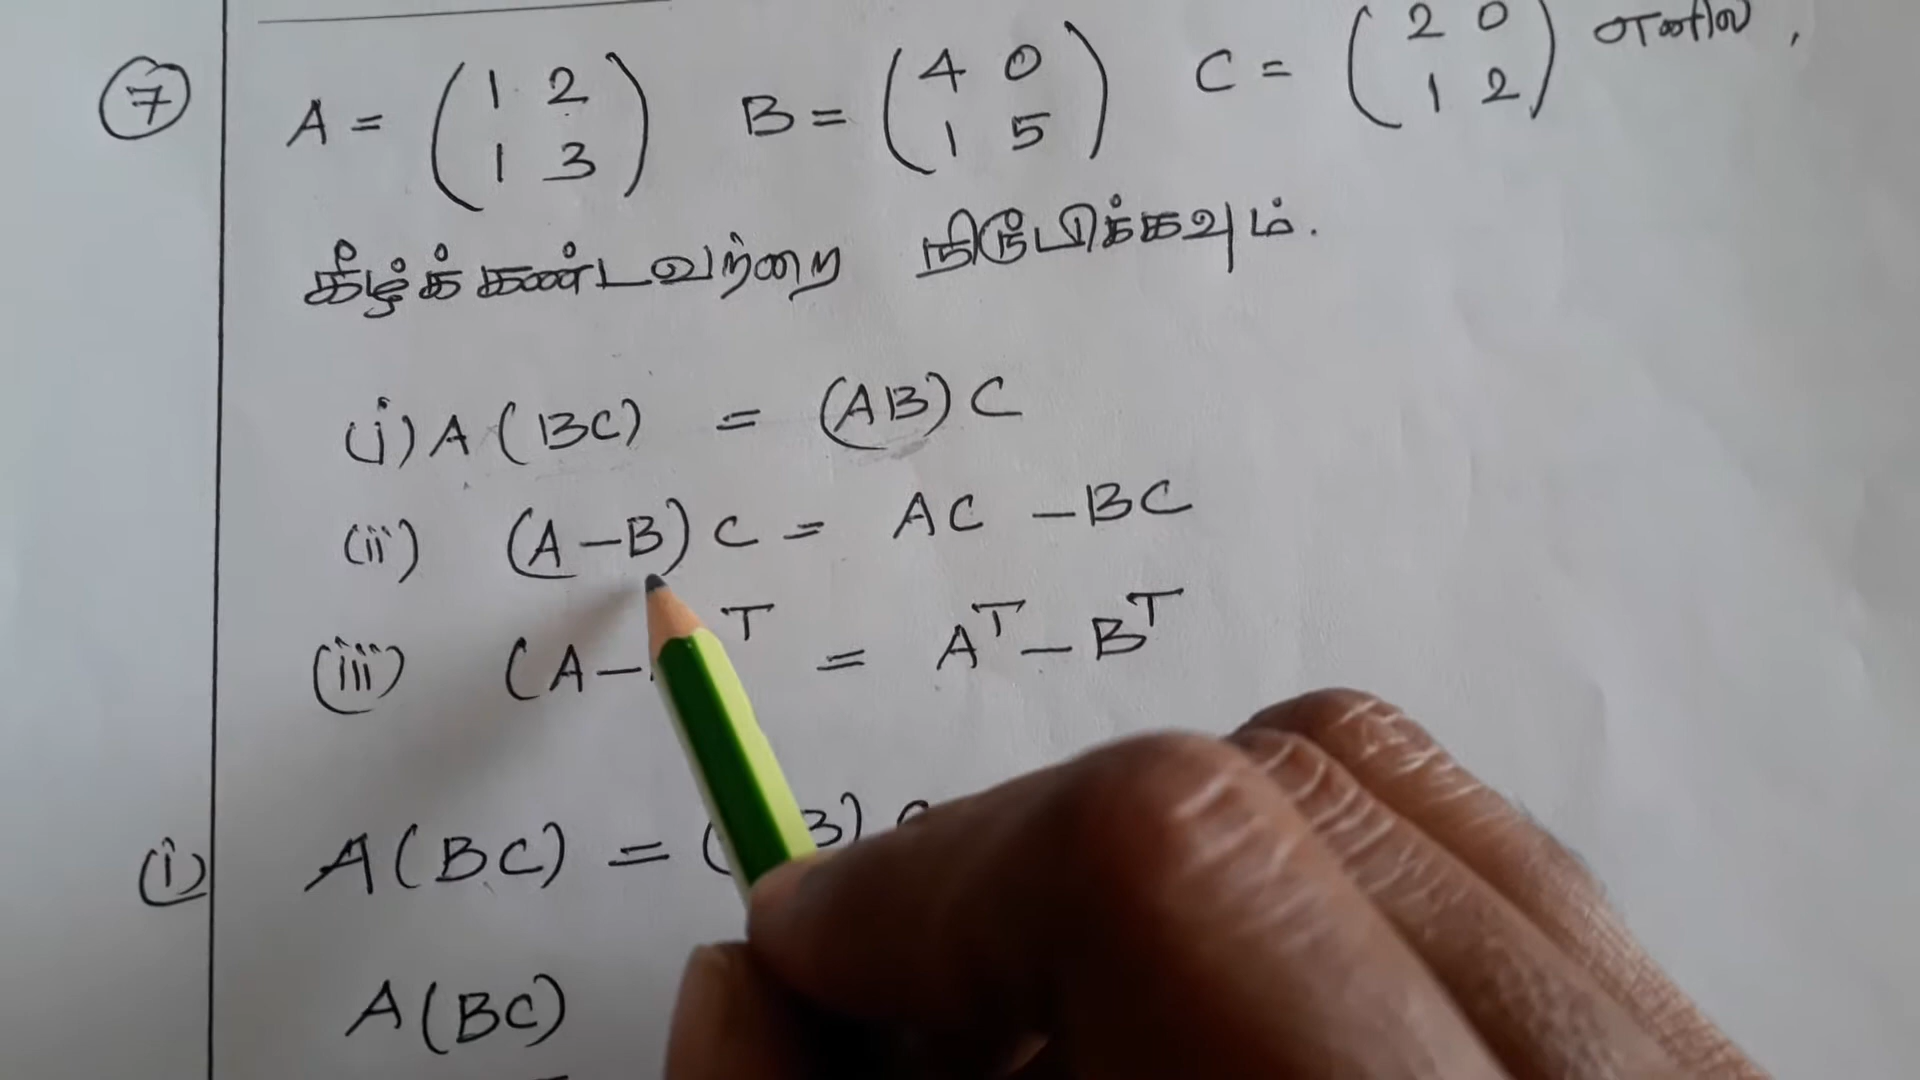 7 A = ( 1 2 B = ( 4 0 C = ( 2 0 எனில்,
1 3 ) 1 5 ) 1 2 )
கீழ்க் கண்டவற்றை நிரூபிக்கவும்.
(i) A (BC) = (AB) C
(ii) (A-B) C = AC - BC
(iii) (A- T = Aᵀ - Bᵀ
(i) A(BC) = ( B)
A(BC)